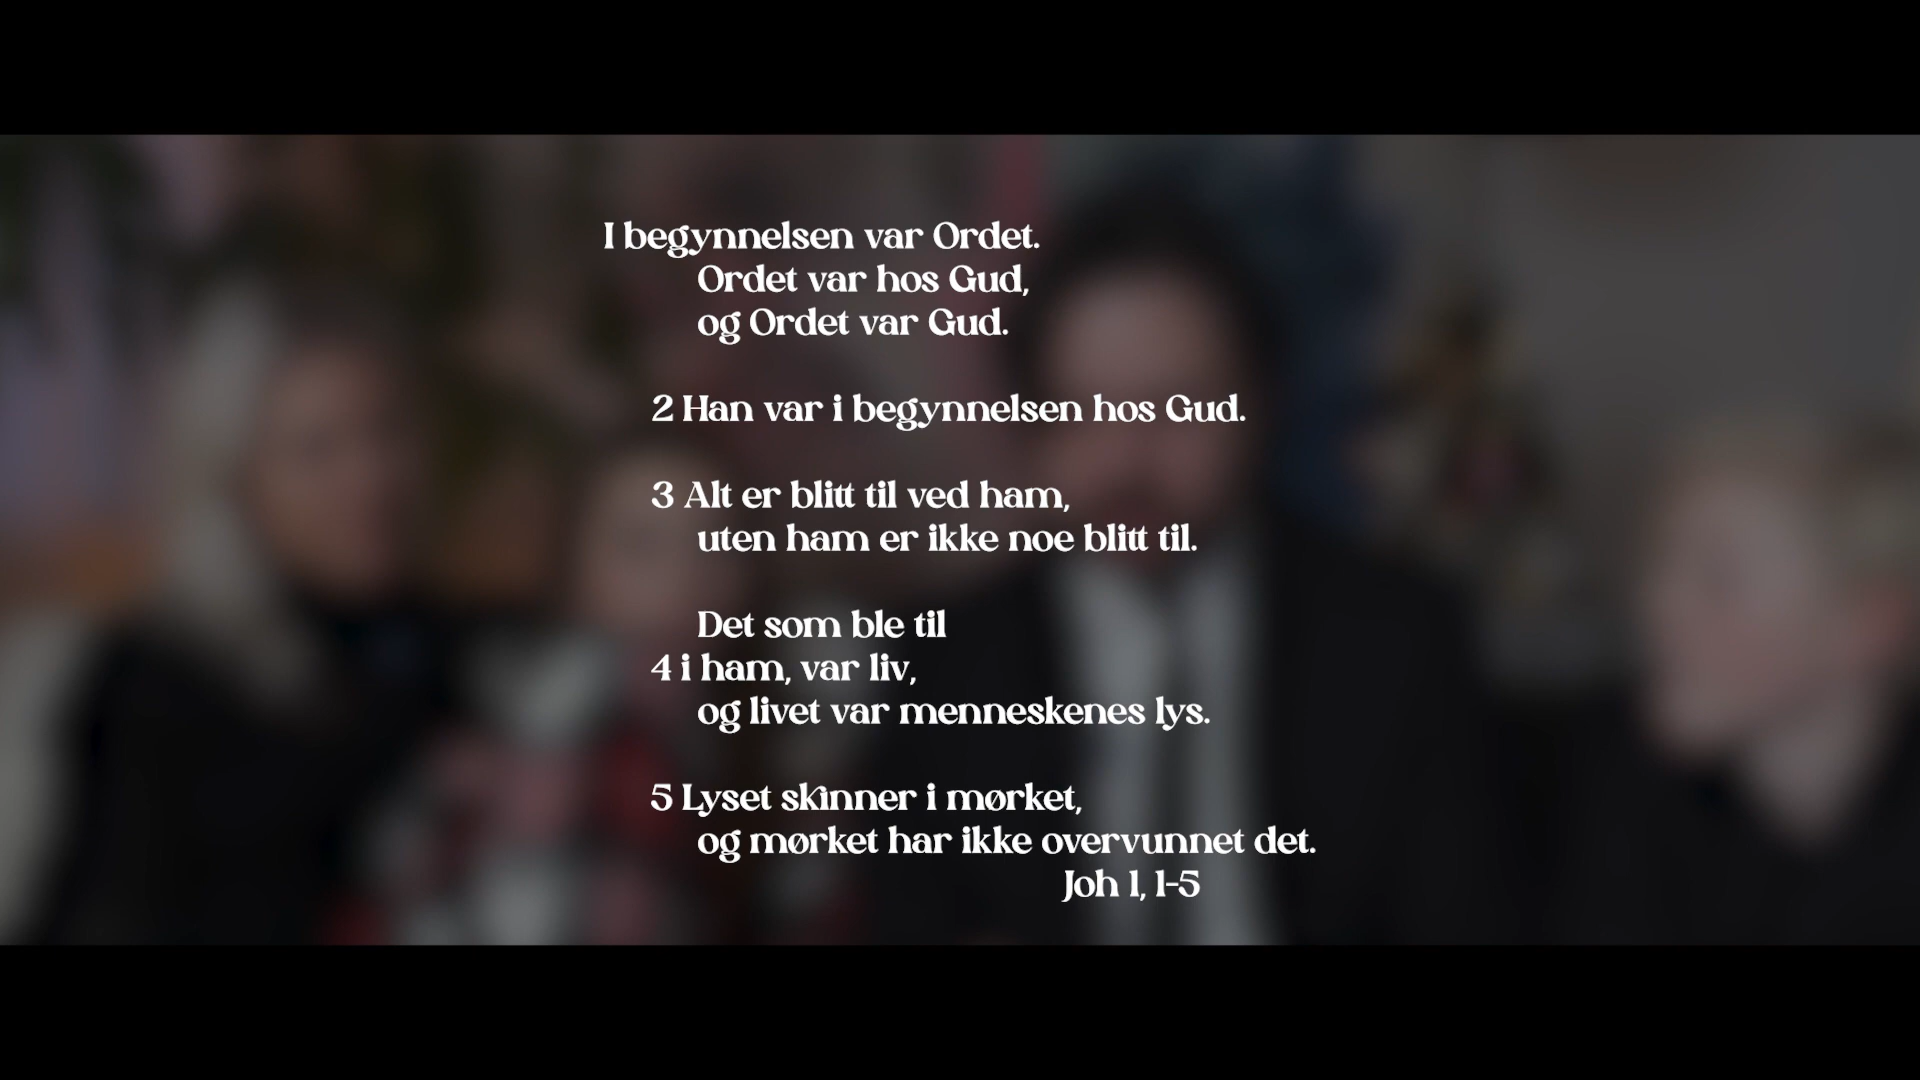 I begynnelsen var Ordet.
Ordet var hos Gud,
og Ordet var Gud.
2 Han var i begynnelsen hos Gud.
3 Alt er blitt til ved ham,
uten ham er ikke noe blitt til.
Det som ble til
4 i ham, var liv,
og livet var menneskenes lys.
5 Lyset skinner i mørket,
og mørket har ikke overvunnet det.
Joh 1, 1-5